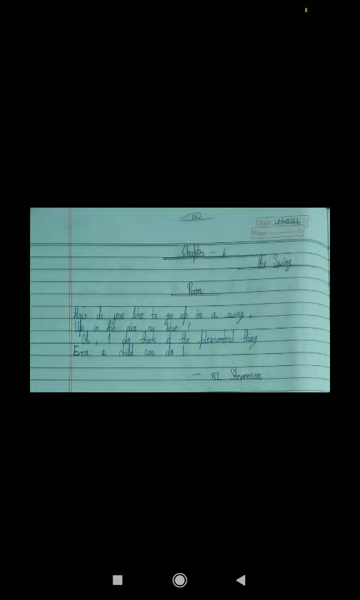 Chapter - 6
The Swing
Poem
How do you like to go up in a swing,
Up in the air so blue ?
Oh, I do think it the pleasantest thing
Ever a child can do !
- RL Stevenson